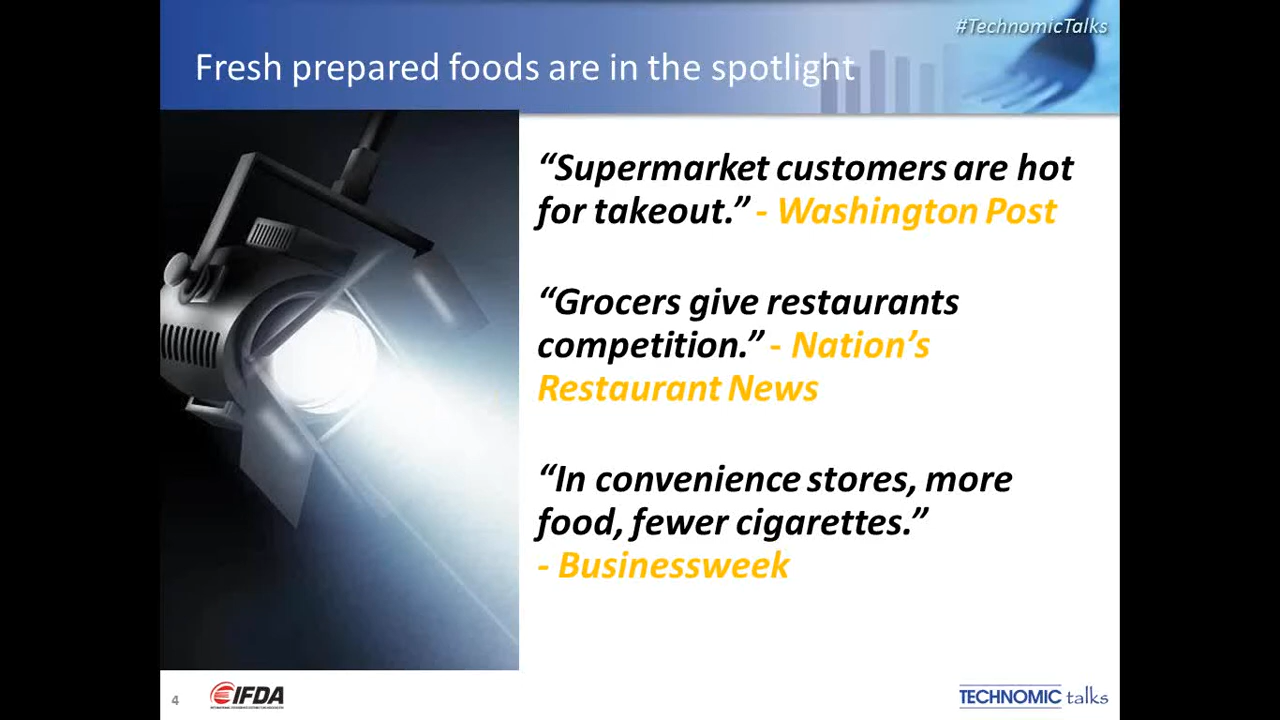 #TechnomicTalks
Fresh prepared foods are in the spotlight
“Supermarket customers are hot
for takeout.” - Washington Post
“Grocers give restaurants
competition.” - Nation’s
Restaurant News
“In convenience stores, more
food, fewer cigarettes.”
- Businessweek
4
IFDA
TECHNOMIC talks